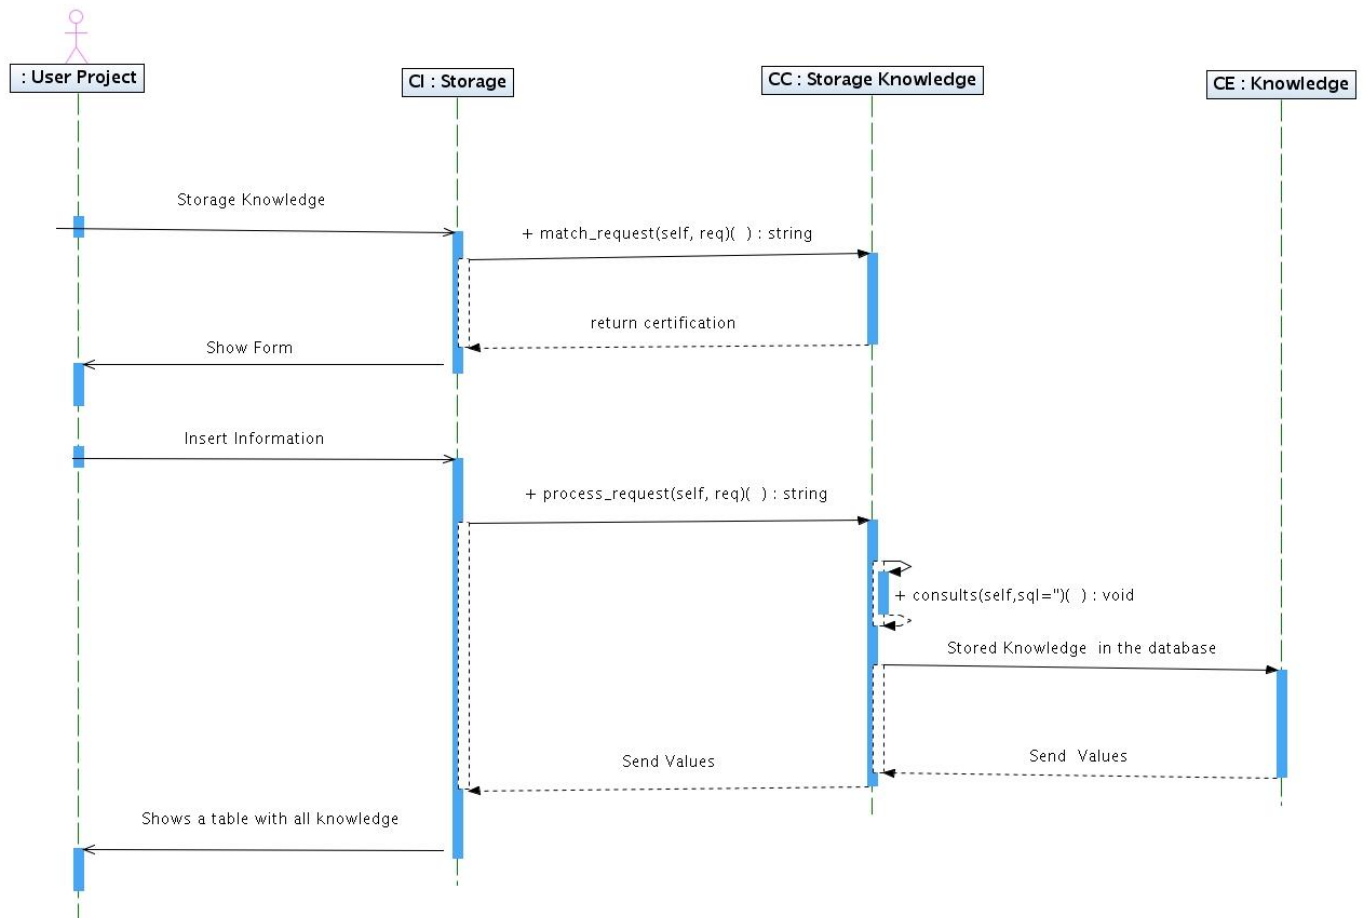 : User Project
CI : Storage
CC : Storage Knowledge
CE : Knowledge
Storage Knowledge
+ match_request(self, req)(  ) : string
return certification
Show Form
Insert Information
+ process_request(self, req)(  ) : string
+ consults(self,sql='')(  ) : void
Stored Knowledge  in the database
Send  Values
Send Values
Shows a table with all knowledge